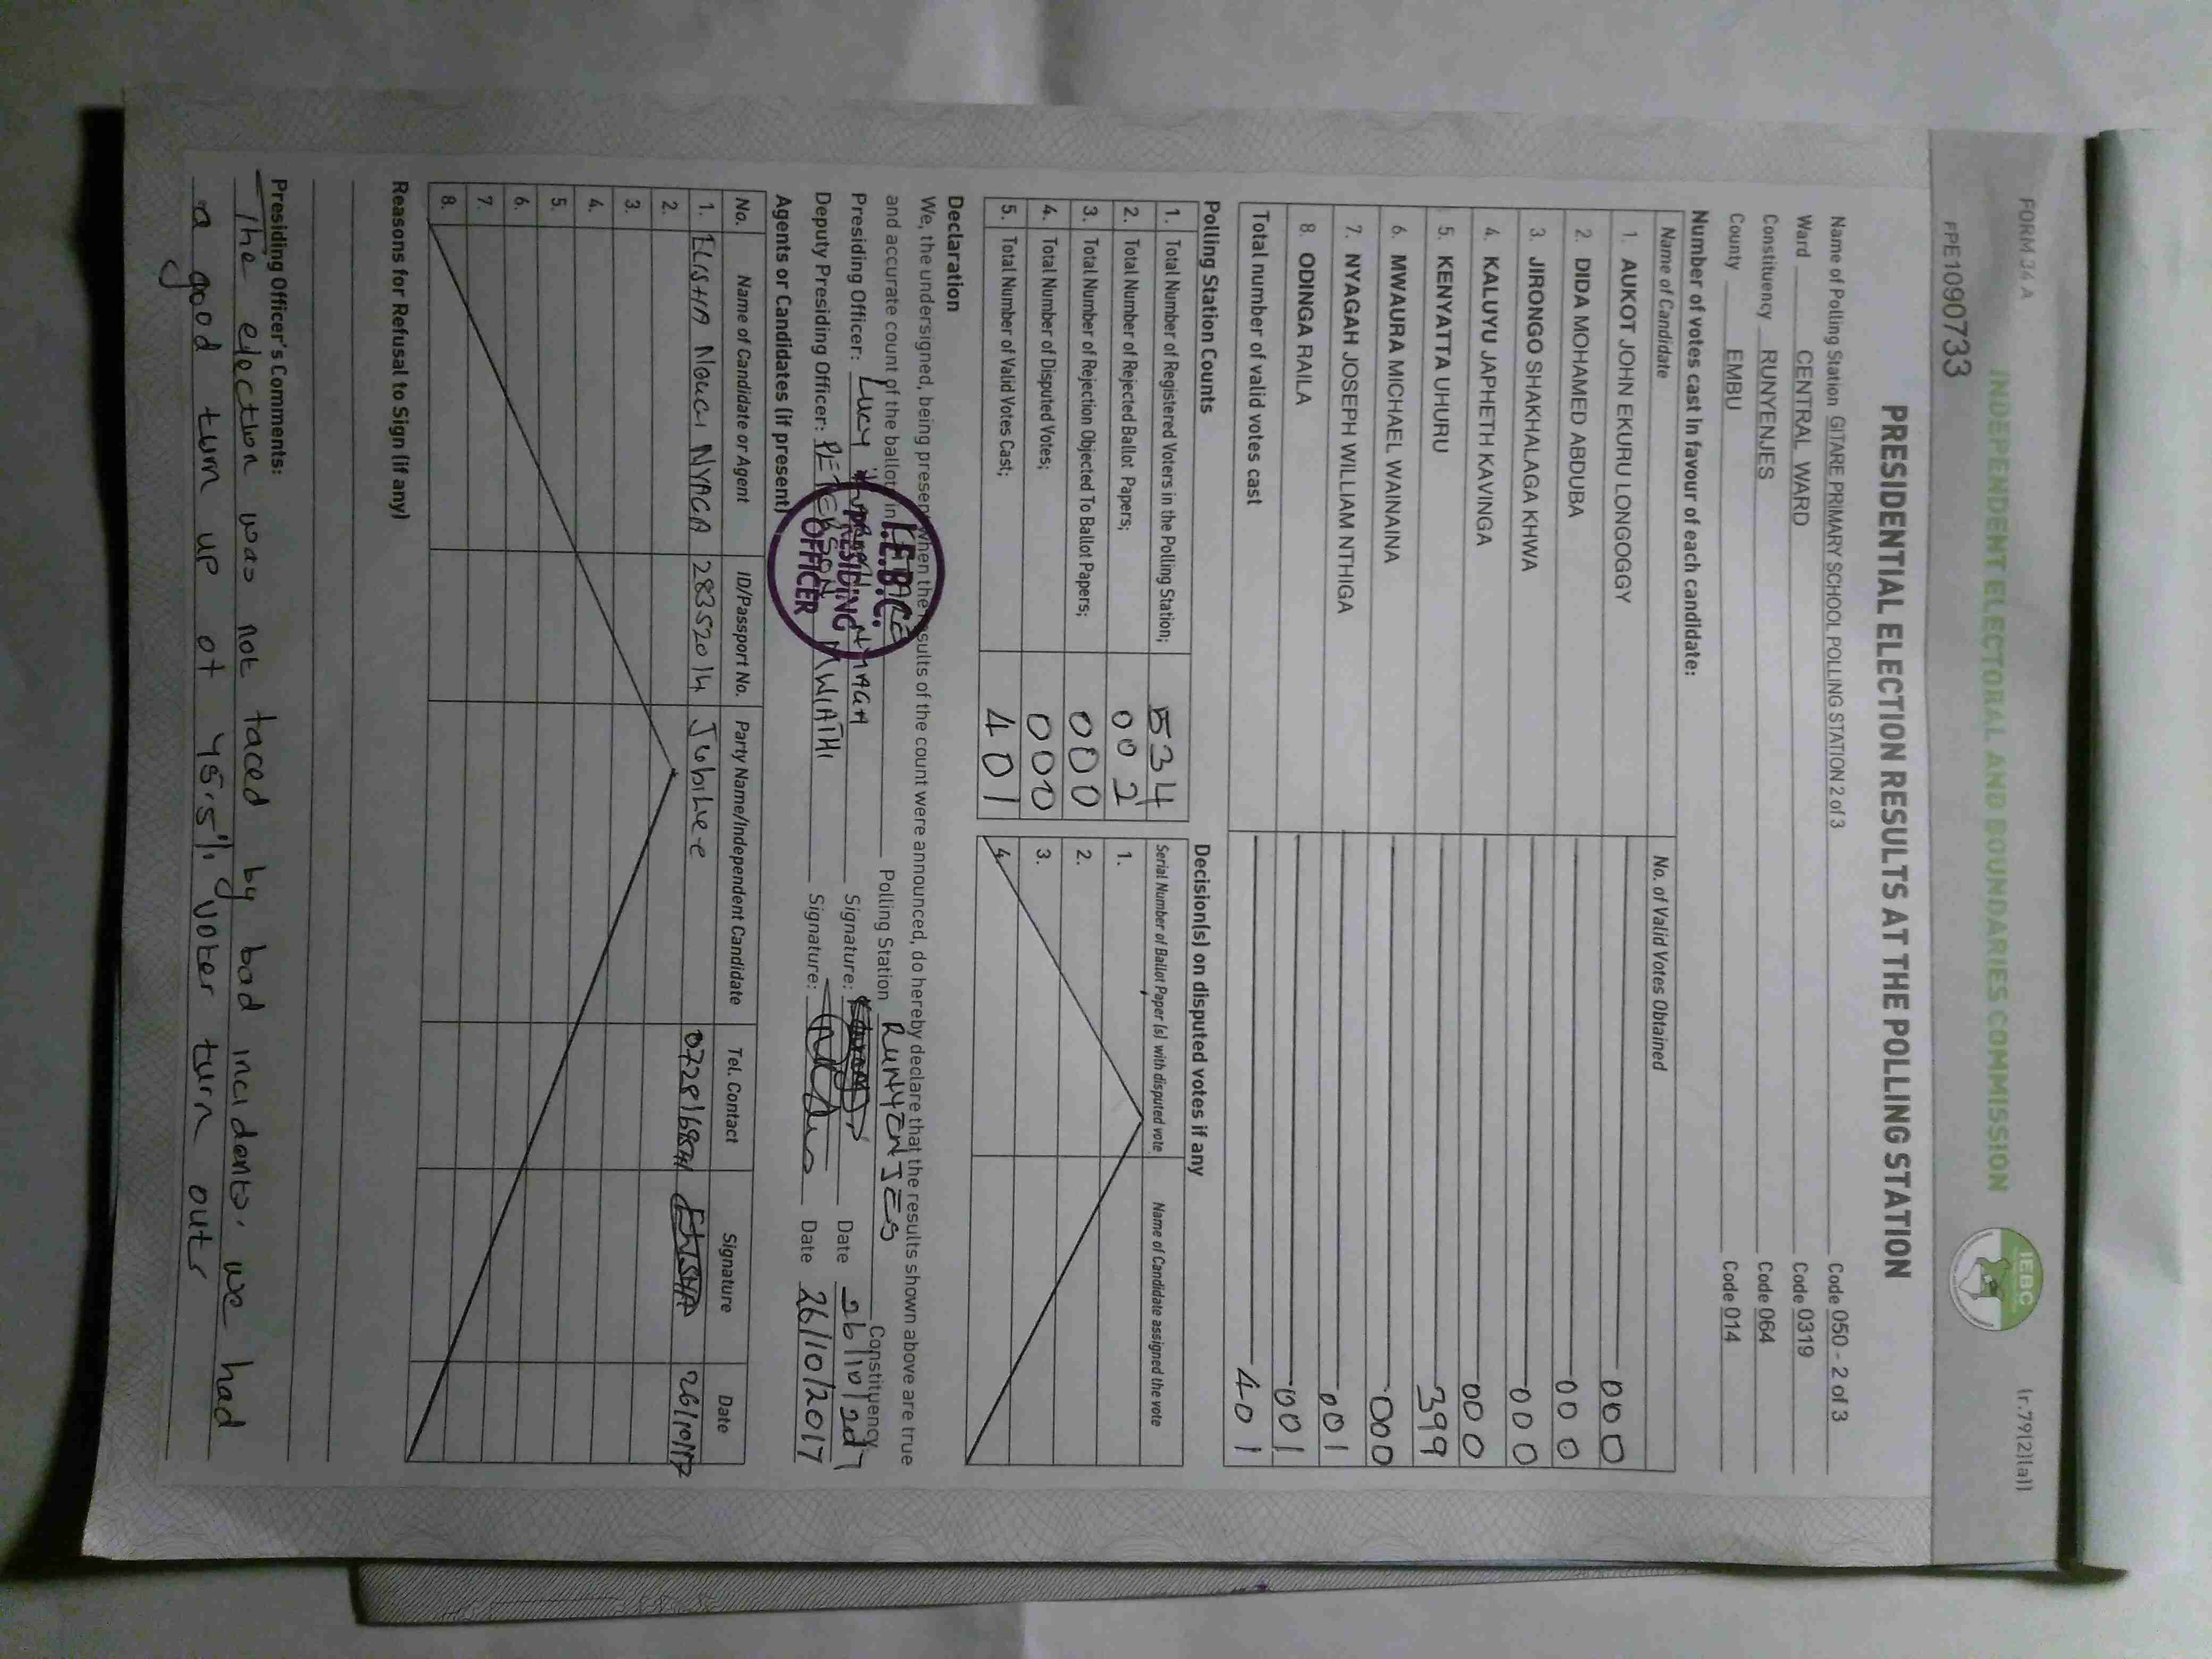 FORM 34 A
(r.79(2)(a))
INDEPENDENT ELECTORAL AND BOUNDARIES COMMISSION
IEBC
PE1090733
PRESIDENTIAL ELECTION RESULTS AT THE POLLING STATION
Name of Polling Station GITARE PRIMARY SCHOOL POLLING STATION 2 of 3 Code 050 - 2 of 3
Ward CENTRAL WARD Code 0319
Constituency RUNYENJES Code 064
County EMBU Code 014
Number of votes cast in favour of each candidate:
Name of Candidate No. of Valid Votes Obtained
1. AUKOT JOHN EKURU LONGOGGY 000
2. DIDA MOHAMED ABDUBA 000
3. JIRONGO SHAKHALAGA KHWA 000
4. KALUYU JAPHETH KAVINGA 000
5. KENYATTA UHURU 399
6. MWAURA MICHAEL WAINAINA 000
7. NYAGAH JOSEPH WILLIAM NTHIGA 001
8. ODINGA RAILA 001
Total number of valid votes cast 401
Polling Station Counts
1. Total Number of Registered Voters in the Polling Station; 534
2. Total Number of Rejected Ballot Papers; 002
3. Total Number of Rejection Objected To Ballot Papers; 000
4. Total Number of Disputed Votes; 000
5. Total Number of Valid Votes Cast; 401
Decision(s) on disputed votes if any
Serial Number of Ballot Paper (s) with disputed vote Name of Candidate assigned the vote
1.
2.
3.
4.
Declaration
We, the undersigned, being present when the results of the count were announced, do hereby declare that the results shown above are true
and accurate count of the ballot in Polling Station RUNYENJES Constituency
Presiding Officer: Lucy Signature: Date 26/10/2017
Deputy Presiding Officer: PETERSON MWIATHI Signature: Date 26/10/2017
I.E.B.C.
PRESIDING
OFFICER
Agents or Candidates (if present)
No. Name of Candidate or Agent ID/Passport No. Party Name/Independent Candidate Tel. Contact Signature Date
1. ELISHA NYAGA 28352014 Jubilee ELISHA 26/10/17
2.
3.
4.
5.
6.
7.
8.
Reasons for Refusal to Sign (if any)
Presiding Officer's Comments:
The election was not faced by bad incidents. we had
a good turn up of voter turn outs